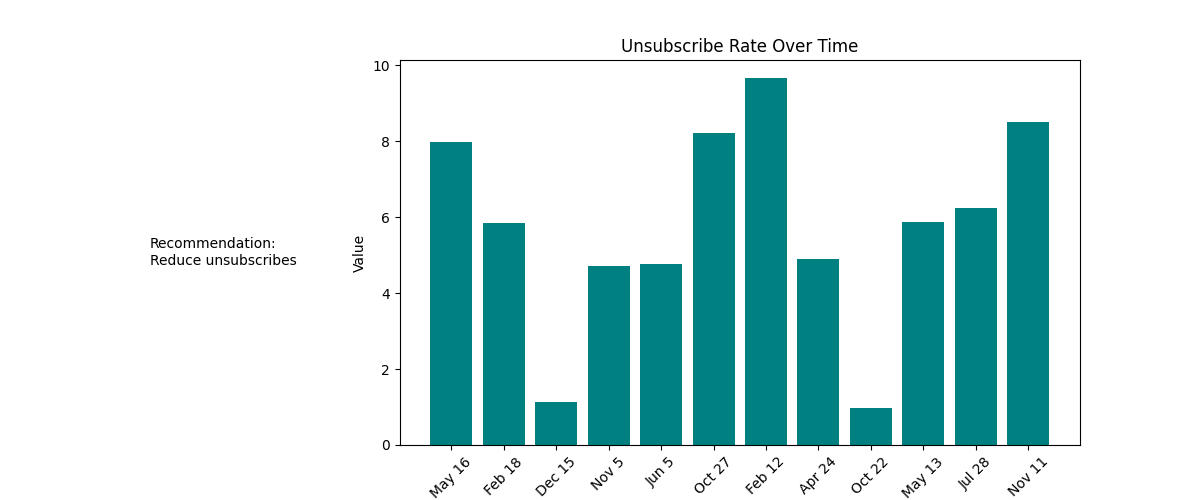 Unsubscribe Rate Over Time
Recommendation:
Reduce unsubscribes
Value
10
8
6
4
2
0
May 16
Feb 18
Dec 15
Nov 5
Jun 5
Oct 27
Feb 12
Apr 24
Oct 22
May 13
Jul 28
Nov 11